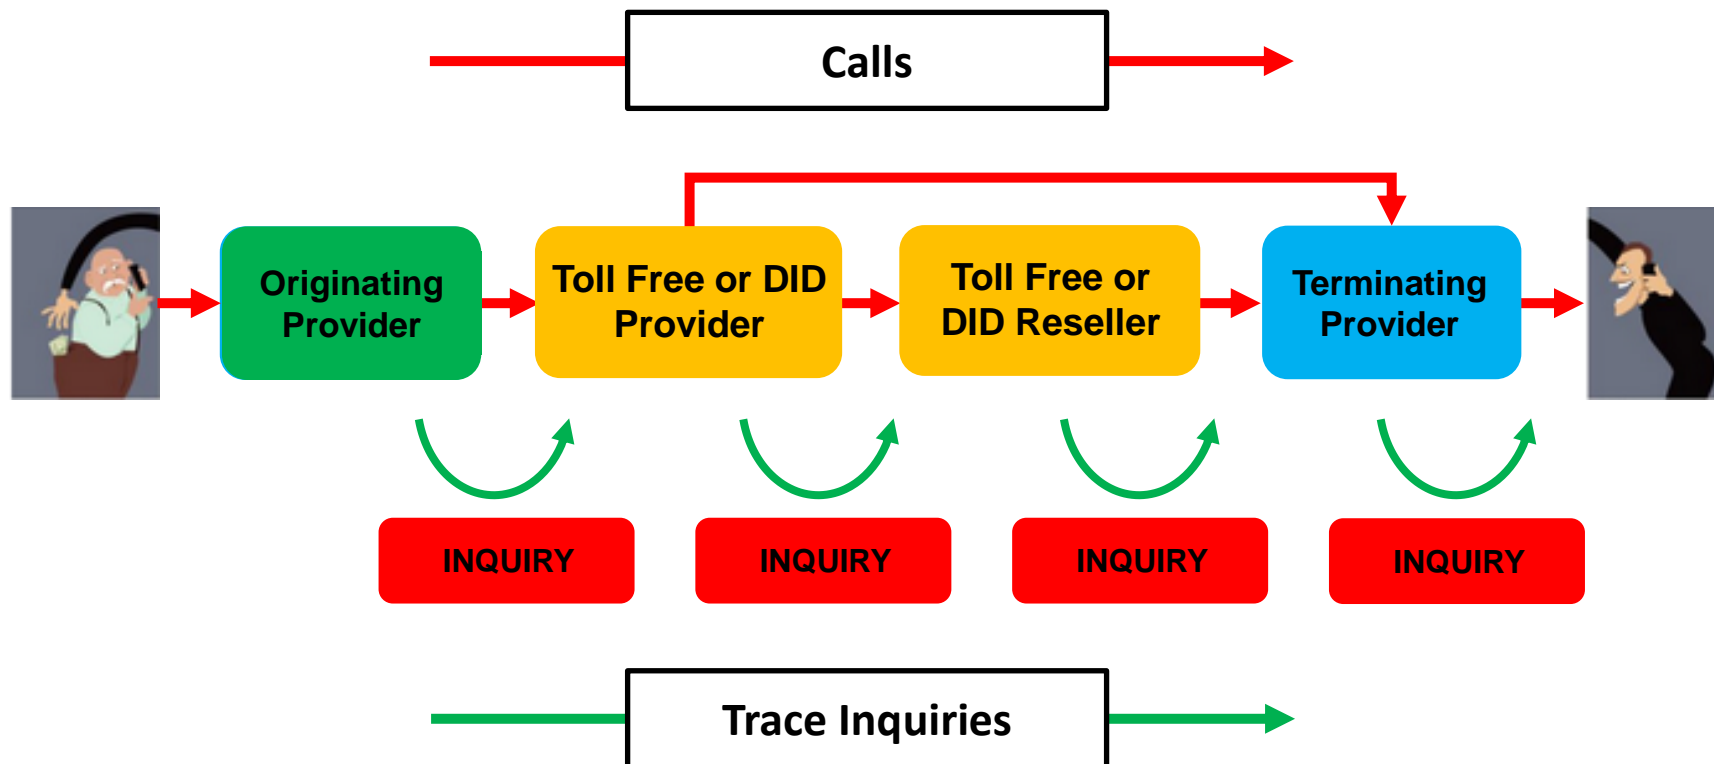 Calls
Originating
Provider
Toll Free or DID
Provider
Toll Free or
DID Reseller
Terminating
Provider
INQUIRY
INQUIRY
INQUIRY
INQUIRY
Trace Inquiries